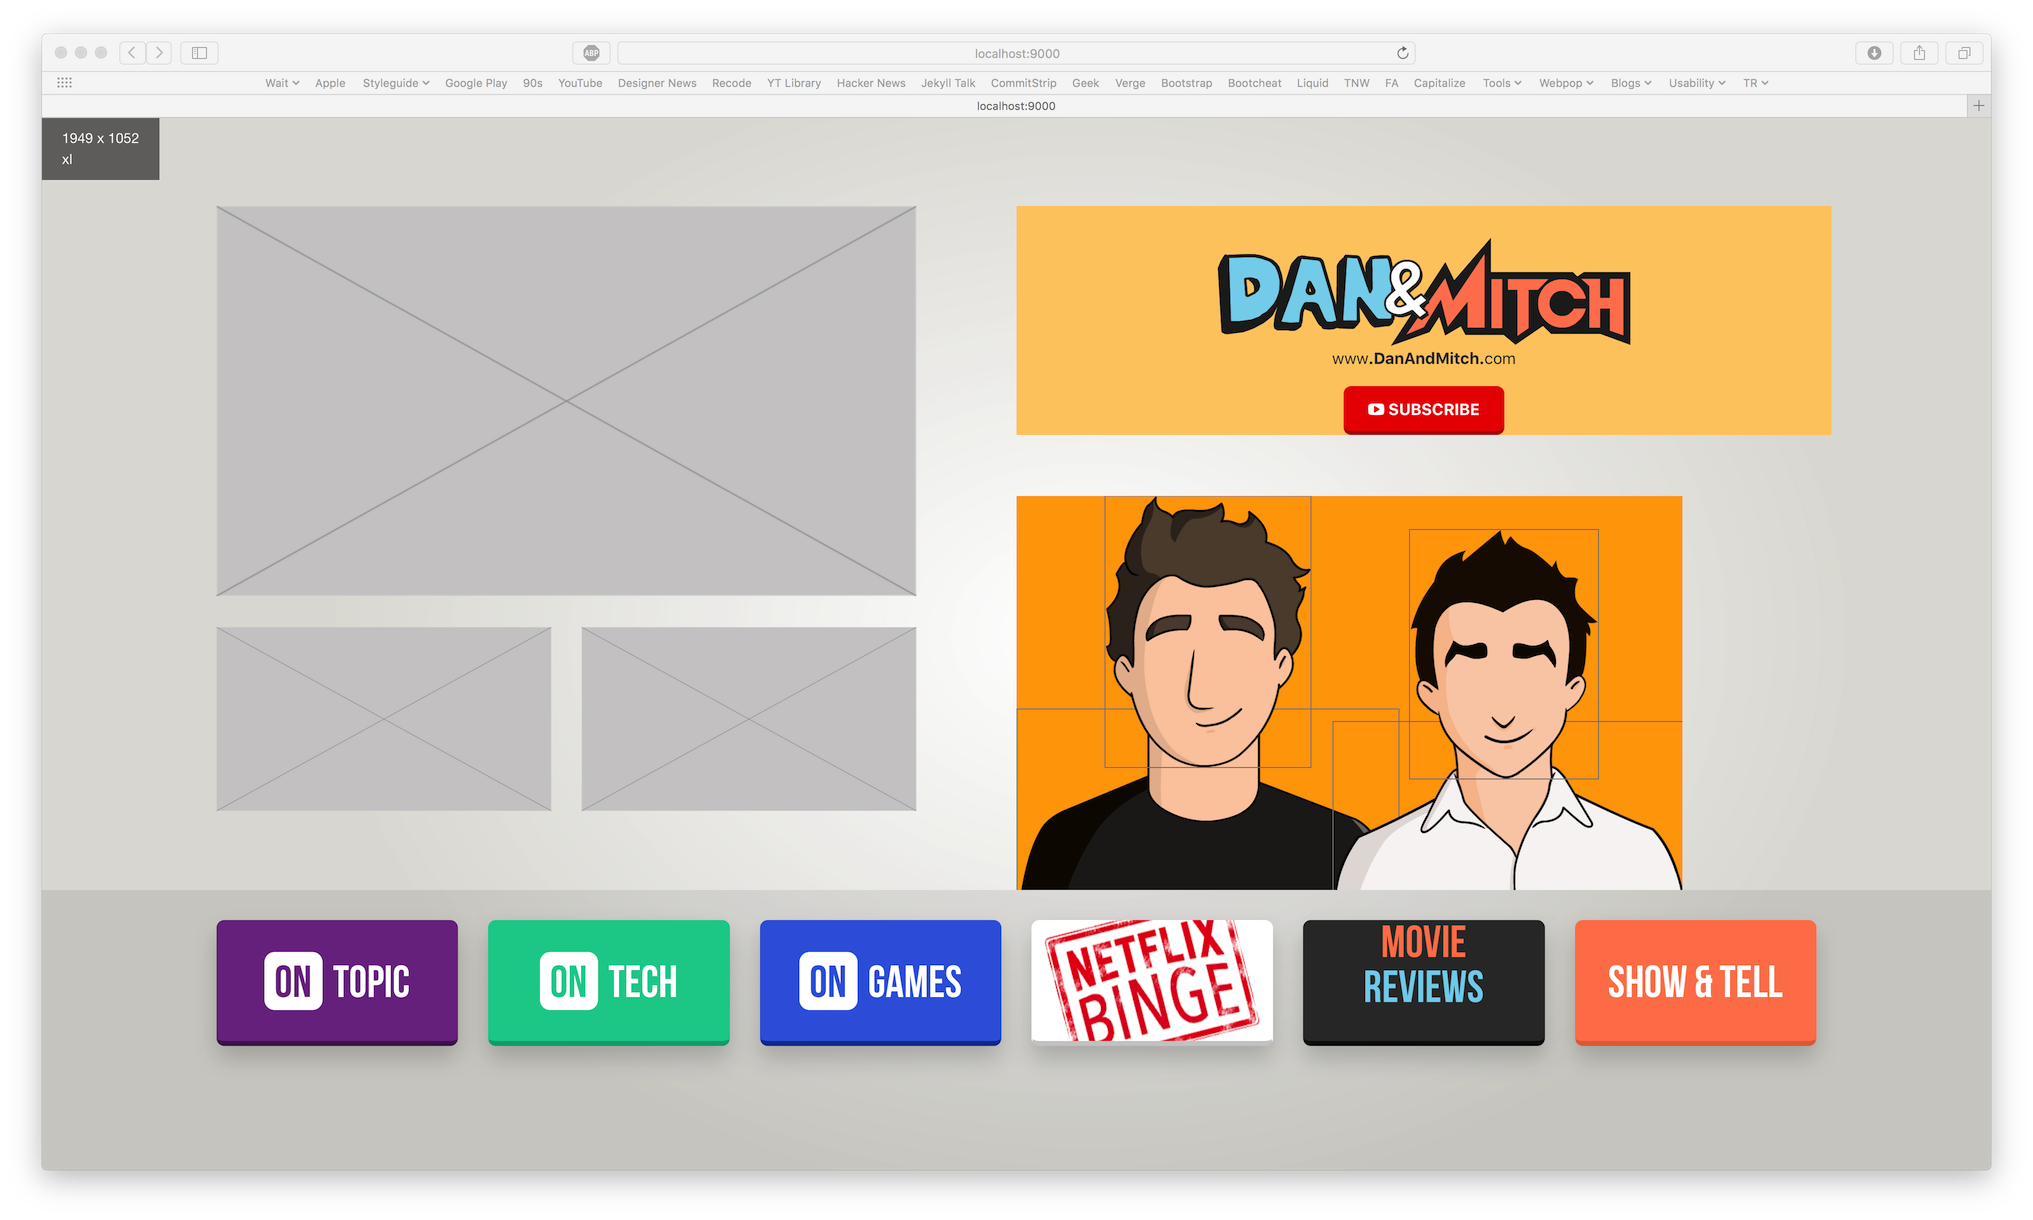 ABP
localhost:9000
Wait Apple Styleguide Google Play 90s YouTube Designer News Recode YT Library Hacker News Jekyll Talk CommitStrip Geek Verge Bootstrap Bootcheat Liquid TNW FA Capitalize Tools Webpop Blogs Usability TR
localhost:9000
1949 x 1052
xl
DAN&MITCH
www.DanAndMitch.com
SUBSCRIBE
ON TOPIC
ON TECH
ON GAMES
NETFLIX
BINGE
MOVIE
REVIEWS
SHOW & TELL